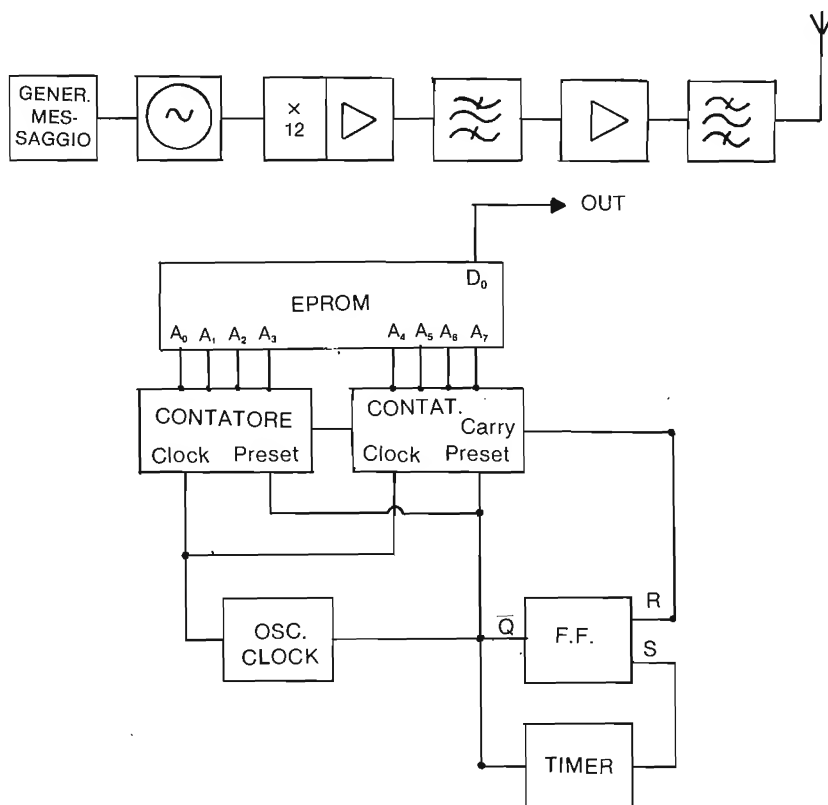 GENER.
MES-
SAGGIO
~
×
12
OUT
D₀
EPROM
A₀ A₁ A₂ A₃ A₄ A₅ A₆ A₇
CONTATORE
Clock Preset
CONTAT.
Carry
Clock Preset
OSC.
CLOCK
Q̅
F.F.
R
S
TIMER